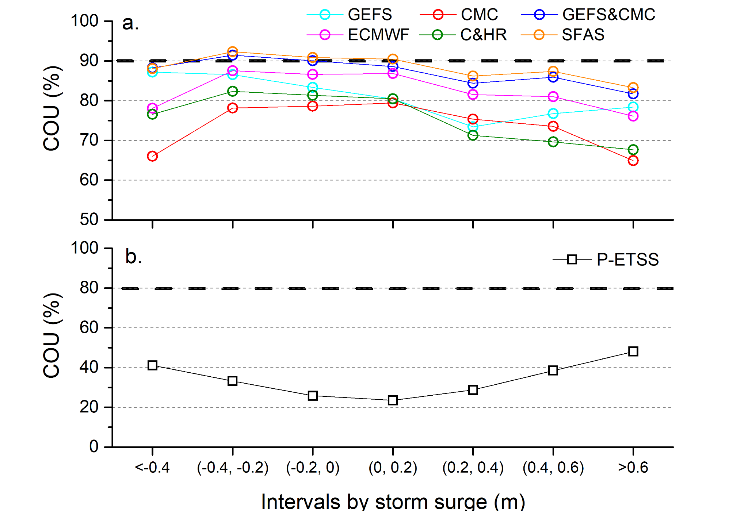 GEFS CMC GEFS&CMC
ECMWF C&HR SFAS
a.
100
90
80
70
60
50
COU (%)
b.
P-ETSS
100
80
60
40
20
0
COU (%)
<-0.4 (-0.4, -0.2) (-0.2, 0) (0, 0.2) (0.2, 0.4) (0.4, 0.6) >0.6
Intervals by storm surge (m)